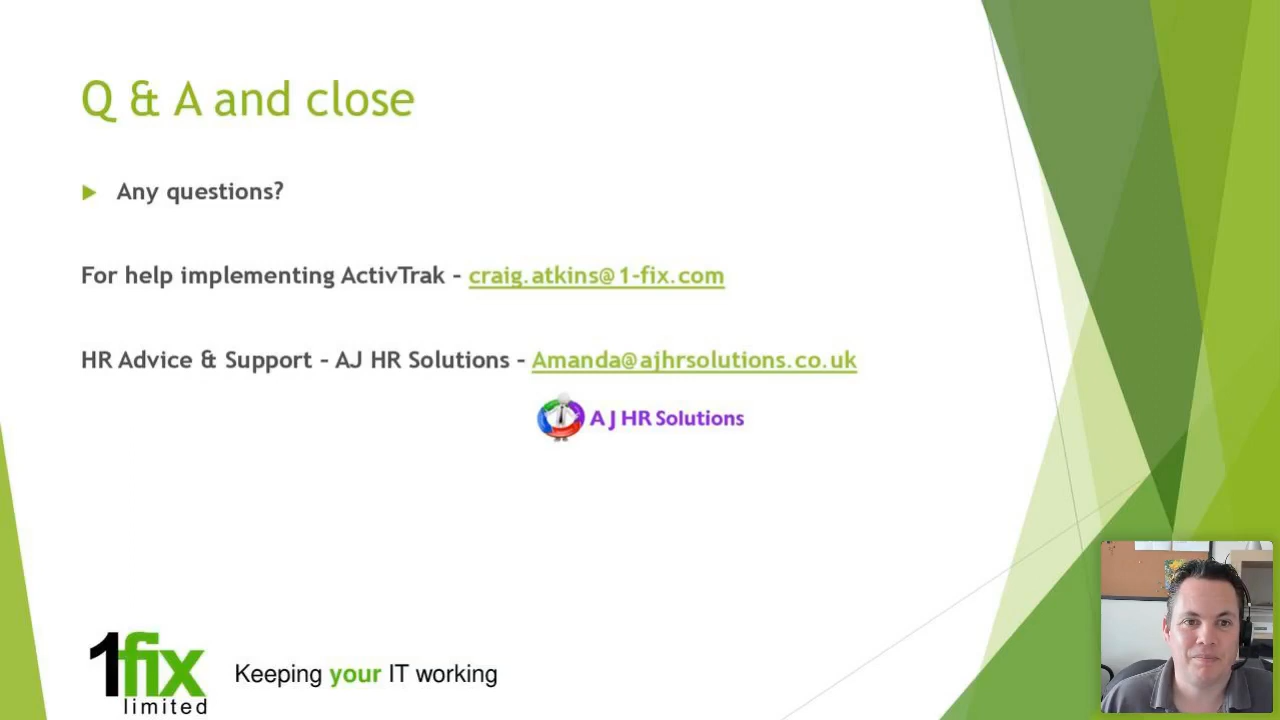 Q & A and close
Any questions?
For help implementing ActivTrak – craig.atkins@1-fix.com
HR Advice & Support – AJ HR Solutions – Amanda@ajhrsolutions.co.uk
A J HR Solutions
1fix
limited
Keeping your IT working